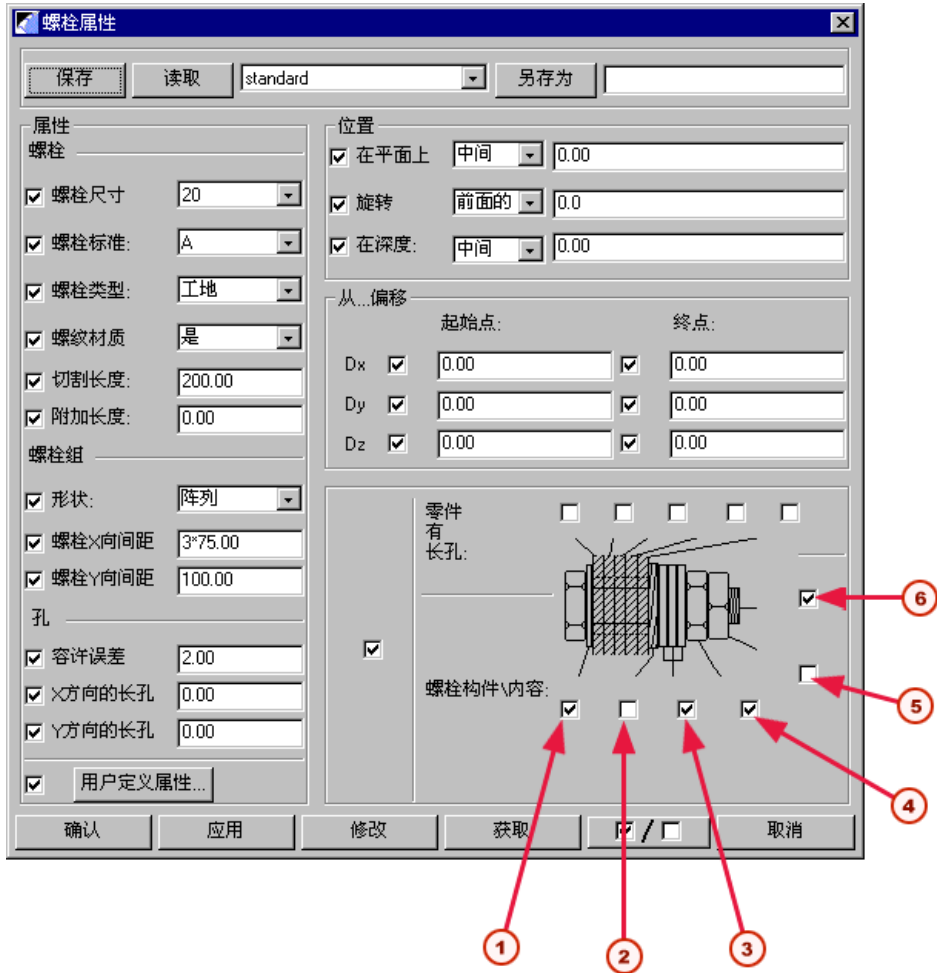 螺栓属性
保存
读取
standard
另存为
属性
螺栓
螺栓尺寸
20
螺栓标准:
A
螺栓类型:
工地
螺纹材质
是
切割长度:
200.00
附加长度:
0.00
螺栓组
形状:
阵列
螺栓X向间距
3*75.00
螺栓Y向间距
100.00
孔
容许误差
2.00
X方向的长孔
0.00
Y方向的长孔
0.00
用户定义属性...
位置
在平面上
中间
0.00
旋转
前面的
0.0
在深度:
中间
0.00
从...偏移
起始点:
终点:
Dx
0.00
0.00
Dy
0.00
0.00
Dz
0.00
0.00
零件
有
长孔:
螺栓构件\内容:
6
5
4
确认
应用
修改
获取
/
取消
1
2
3